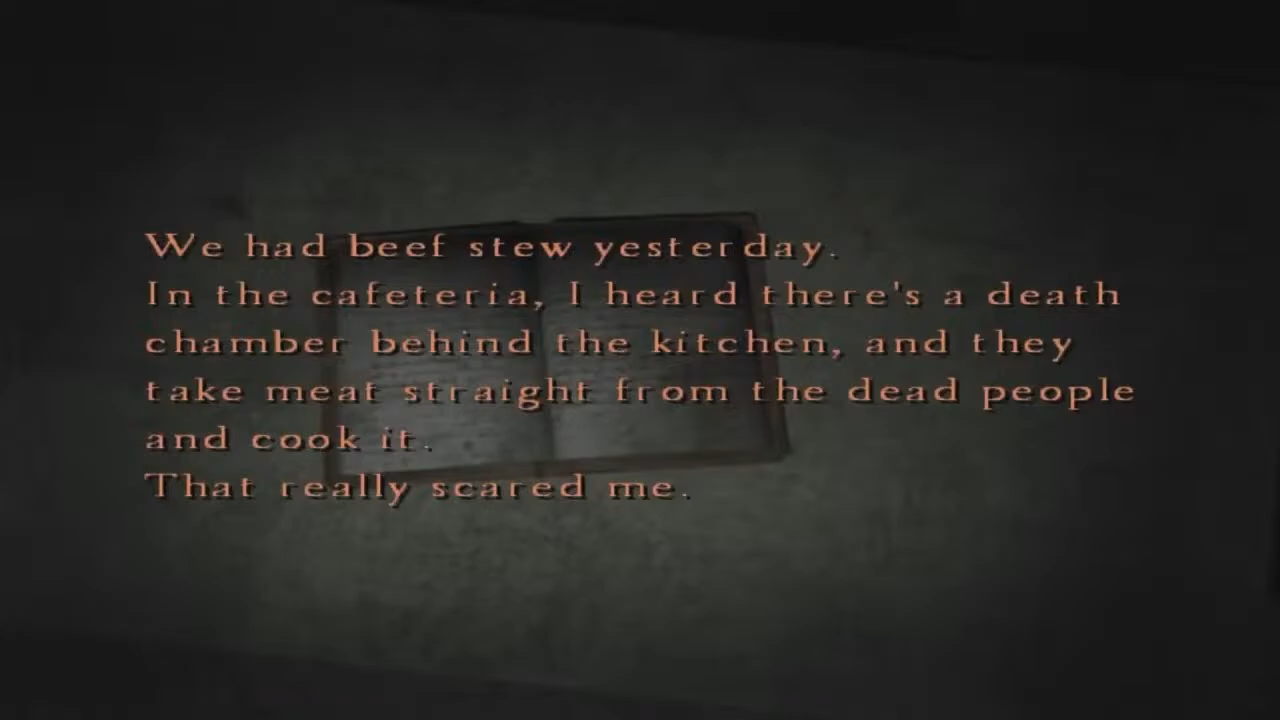 We had beef stew yesterday.
In the cafeteria, I heard there's a death
chamber behind the kitchen, and they
take meat straight from the dead people
and cook it.
That really scared me.